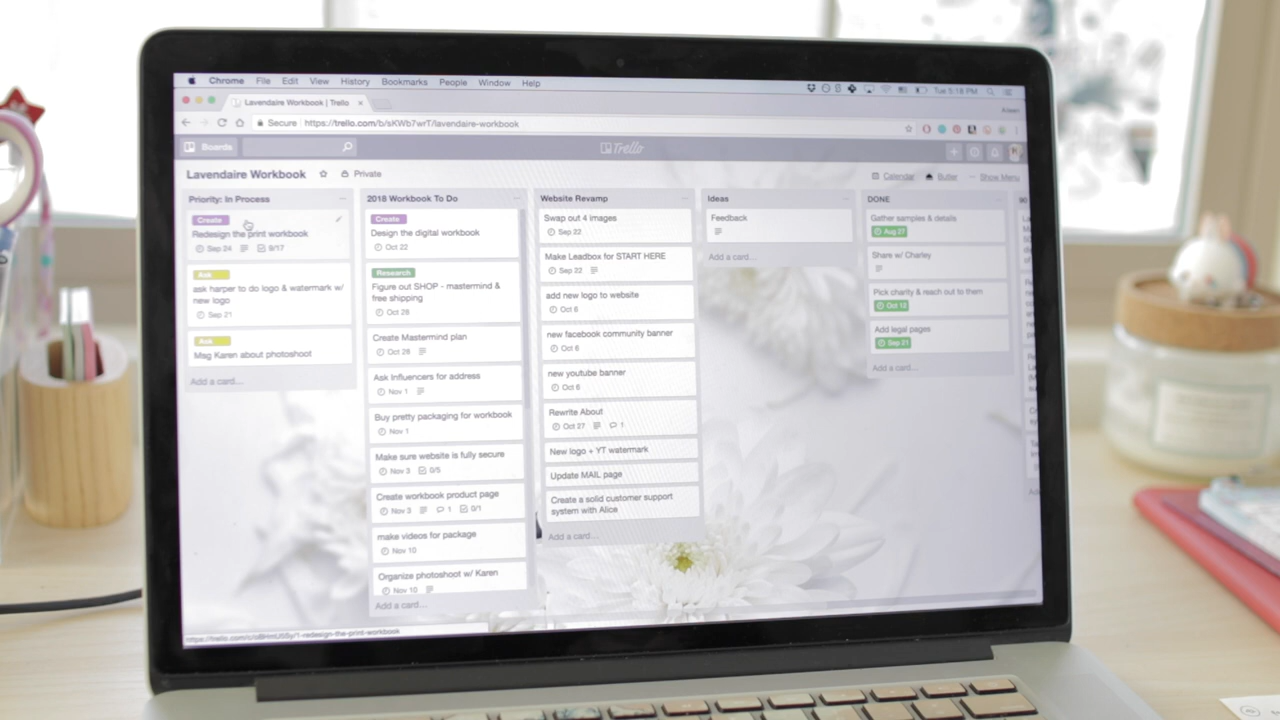 Chrome File Edit View History Bookmarks People Window Help
Tue 5:18 PM
Lavendaire Workbook | Trello
Secure https://trello.com/b/sKWb7wrT/lavendaire-workbook
Boards
Trello
Lavendaire Workbook
Private
Calendar
Butler
Show Menu
Priority: In Process
Create
Redesign the print workbook
Sep 24 9/17
Ask
ask harper to do logo & watermark w/
new logo
Sep 21
Ask
Msg Karen about photoshoot
Add a card...
2018 Workbook To Do
Create
Design the digital workbook
Oct 22
Research
Figure out SHOP - mastermind &
free shipping
Oct 28
Create Mastermind plan
Oct 28
Ask Influencers for address
Nov 1
Buy pretty packaging for workbook
Nov 1
Make sure website is fully secure
Nov 3 0/5
Create workbook product page
Nov 3 1 0/1
make videos for package
Nov 10
Organize photoshoot w/ Karen
Nov 10
Add a card...
Website Revamp
Swap out 4 images
Sep 22
Make Leadbox for START HERE
Sep 22
add new logo to website
Oct 6
new facebook community banner
Oct 6
new youtube banner
Oct 6
Rewrite About
Oct 27 1
New logo + YT watermark
Update MAIL page
Create a solid customer support
system with Alice
Add a card...
Ideas
Feedback
Add a card...
DONE
Gather samples & details
Aug 27
Share w/ Charley
Pick charity & reach out to them
Oct 12
Add legal pages
Sep 21
Add a card...